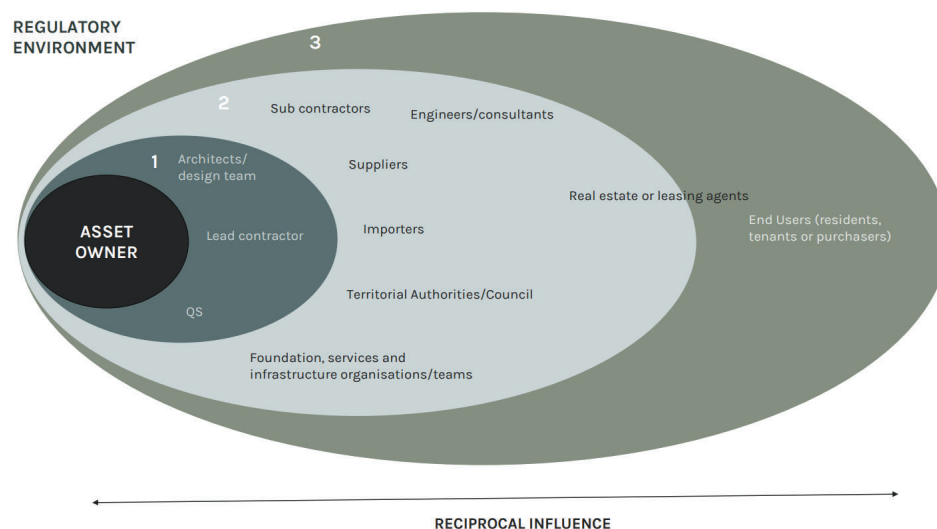 REGULATORY
ENVIRONMENT
3
2
Sub contractors
Engineers/consultants
1
Architects/
design team
Suppliers
Real estate or leasing agents
End Users (residents,
tenants or purchasers)
ASSET
OWNER
Lead contractor
Importers
Territorial Authorities/Council
QS
Foundation, services and
infrastructure organisations/teams
RECIPROCAL INFLUENCE